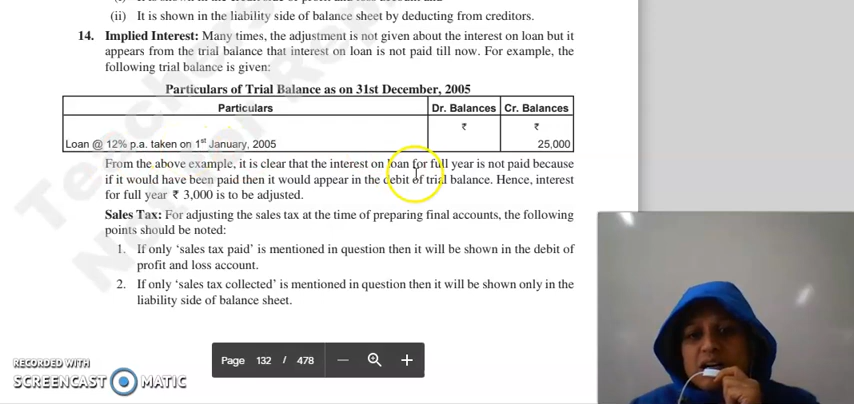 (ii) It is shown in the liability side of balance sheet by deducting from creditors.
14. Implied Interest: Many times, the adjustment is not given about the interest on loan but it
appears from the trial balance that interest on loan is not paid till now. For example, the
following trial balance is given:
Particulars of Trial Balance as on 31st December, 2005
Particulars Dr. Balances Cr. Balances
₹ ₹
Loan @ 12% p.a. taken on 1st January, 2005 25,000
From the above example, it is clear that the interest on loan for full year is not paid because
if it would have been paid then it would appear in the debit of trial balance. Hence, interest
for full year ₹ 3,000 is to be adjusted.
Sales Tax: For adjusting the sales tax at the time of preparing final accounts, the following
points should be noted:
1. If only ‘sales tax paid’ is mentioned in question then it will be shown in the debit of
profit and loss account.
2. If only ‘sales tax collected’ is mentioned in question then it will be shown only in the
liability side of balance sheet.
Page 132 / 478
RECORDED WITH
SCREENCAST MATIC